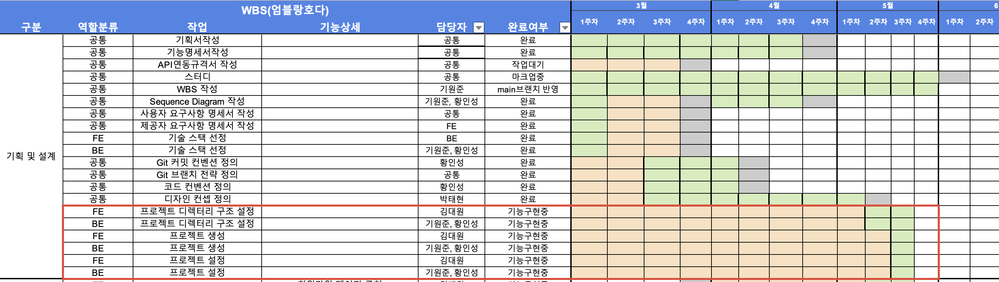 WBS(엄블랑호다)
3월 4월 5월 6
구분 역할분류 작업 기능상세 담당자 완료여부 1주차 2주차 3주차 4주차 1주차 2주차 3주차 4주차 1주차 2주차 3주차 4주차 1주차 2주차
공통 기획서작성 공통 완료
공통 기능명세서작성 공통 완료
공통 API연동규격서 작성 공통 작업대기
공통 스터디 공통 마크업중
공통 WBS 작성 기원준 main브랜치 반영
공통 Sequence Diagram 작성 기원준, 황인성 완료
공통 사용자 요구사항 명세서 작성 공통 완료
공통 제공자 요구사항 명세서 작성 FE 완료
FE 기술 스택 선정 BE 완료
BE 기술 스택 선정 기원준, 황인성 완료
기획 및 설계
공통 Git 커밋 컨벤션 정의 황인성 완료
공통 Git 브랜치 전략 정의 공통 완료
공통 코드 컨벤션 정의 황인성 완료
공통 디자인 컨셉 정의 박태현 완료
FE 프로젝트 디렉터리 구조 설정 김대원 기능구현중
BE 프로젝트 디렉터리 구조 설정 기원준, 황인성 기능구현중
FE 프로젝트 생성 김대원 기능구현중
BE 프로젝트 생성 기원준, 황인성 기능구현중
FE 프로젝트 설정 김대원 기능구현중
BE 프로젝트 설정 기원준, 황인성 기능구현중